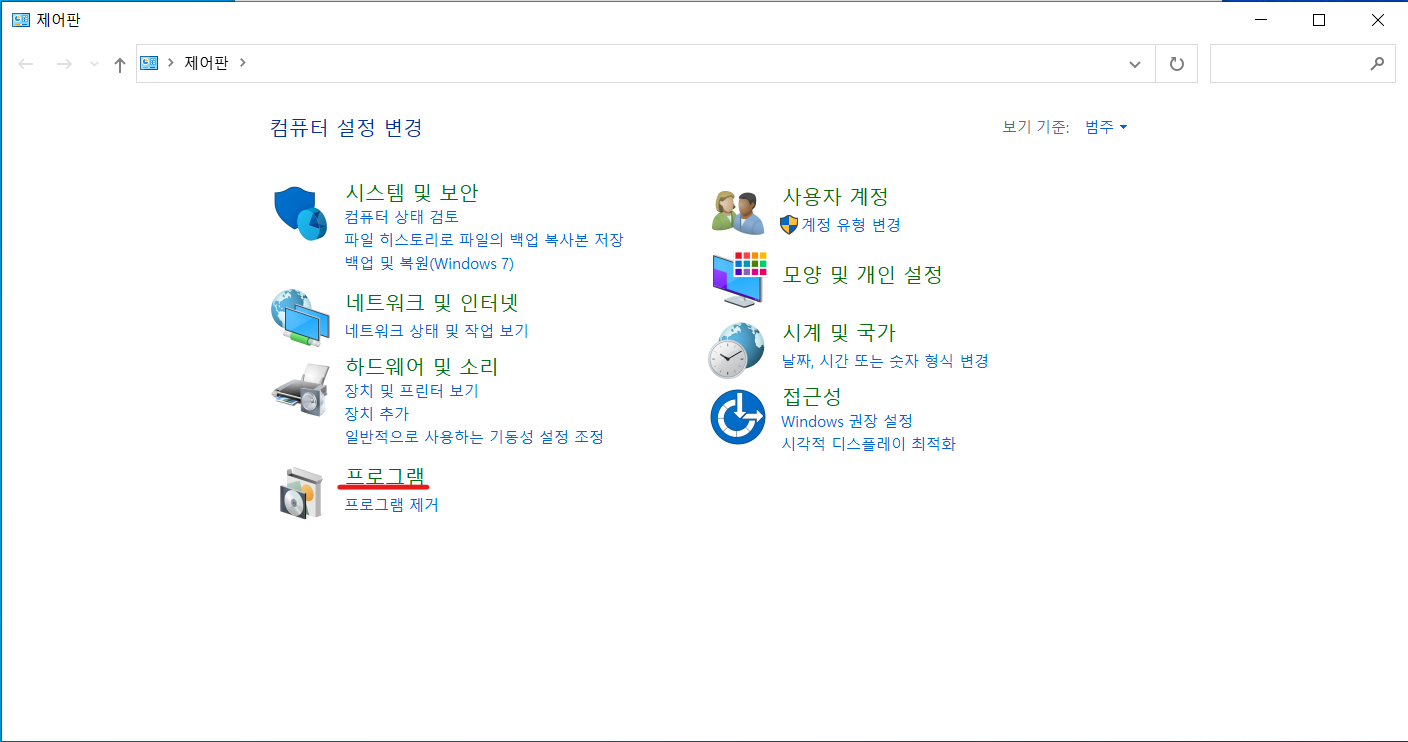 제어판
제어판
컴퓨터 설정 변경
보기 기준: 범주
시스템 및 보안
컴퓨터 상태 검토
파일 히스토리로 파일의 백업 복사본 저장
백업 및 복원(Windows 7)
네트워크 및 인터넷
네트워크 상태 및 작업 보기
하드웨어 및 소리
장치 및 프린터 보기
장치 추가
일반적으로 사용하는 기동성 설정 조정
프로그램
프로그램 제거
사용자 계정
계정 유형 변경
모양 및 개인 설정
시계 및 국가
날짜, 시간 또는 숫자 형식 변경
접근성
Windows 권장 설정
시각적 디스플레이 최적화